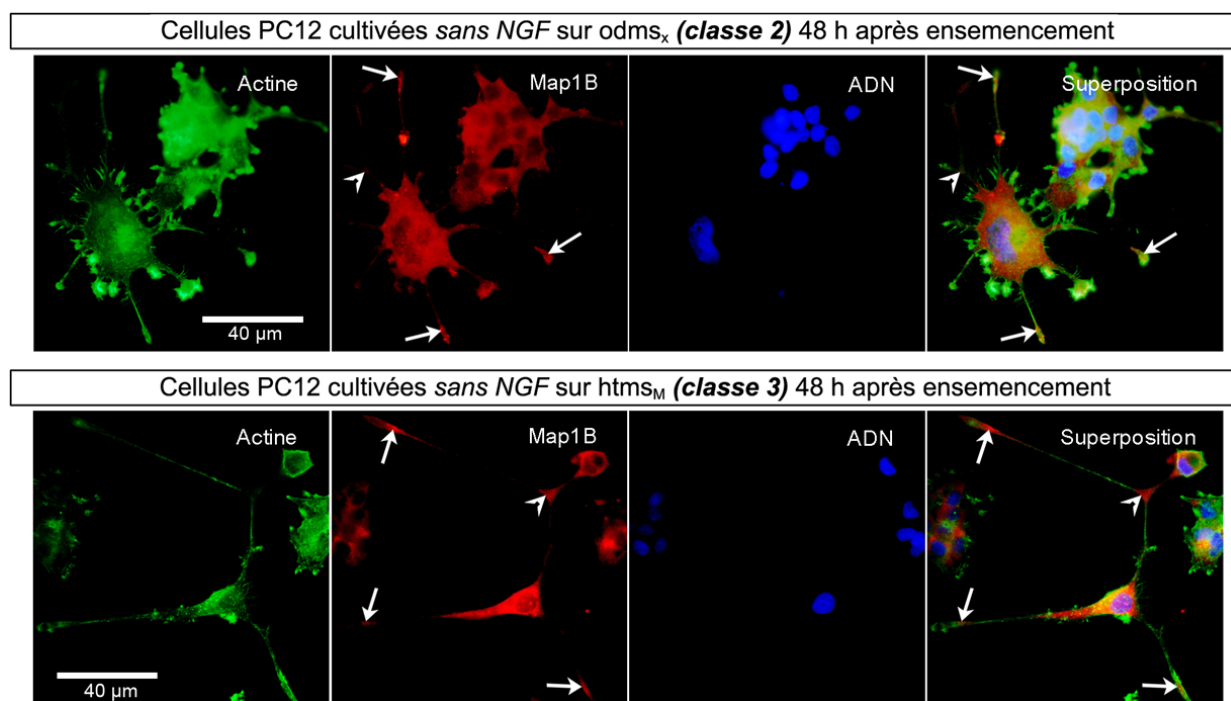 Cellules PC12 cultivées sans NGF sur odmsₓ (classe 2) 48 h après ensemencement
Actine
Map1B
ADN
Superposition
40 µm
Cellules PC12 cultivées sans NGF sur htms_M (classe 3) 48 h après ensemencement
Actine
Map1B
ADN
Superposition
40 µm